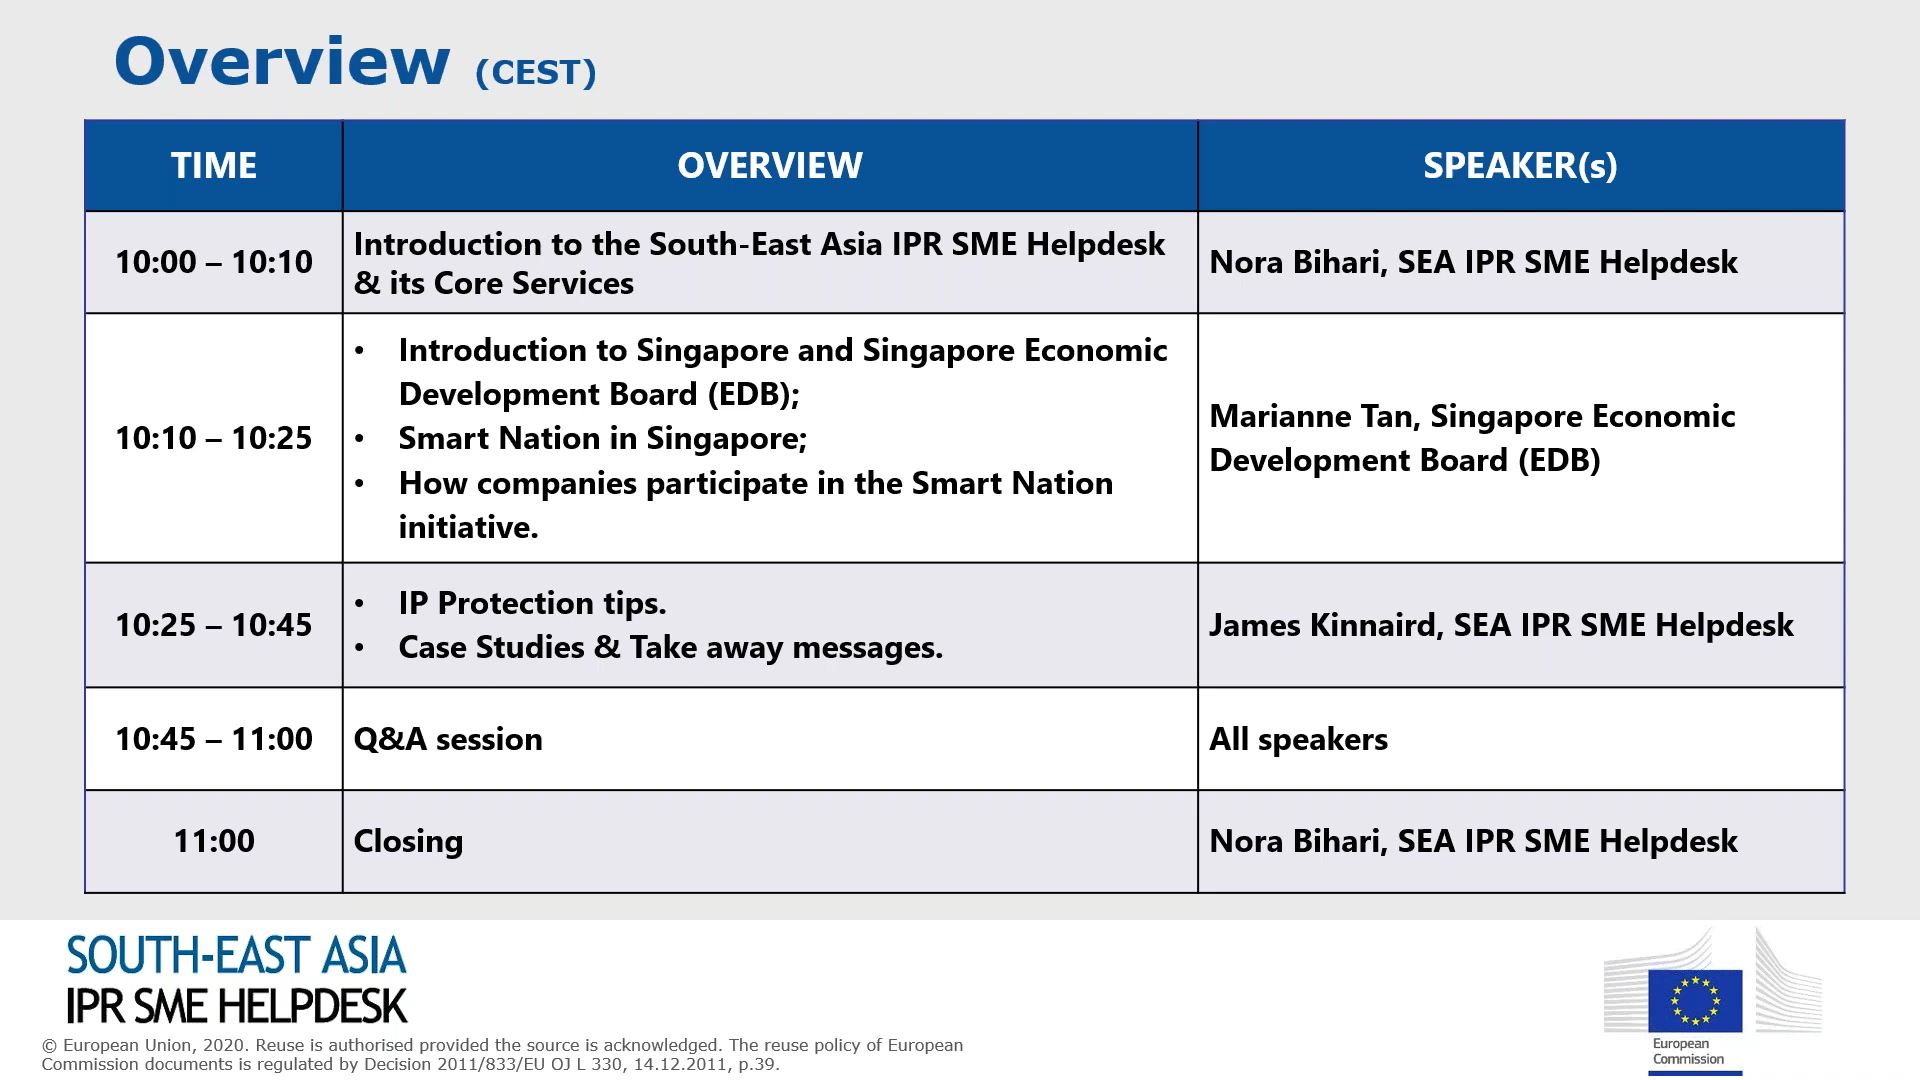 Overview (CEST)
TIME
OVERVIEW
SPEAKER(s)
10:00 – 10:10
Introduction to the South-East Asia IPR SME Helpdesk
& its Core Services
Nora Bihari, SEA IPR SME Helpdesk
10:10 – 10:25
• Introduction to Singapore and Singapore Economic
Development Board (EDB);
• Smart Nation in Singapore;
• How companies participate in the Smart Nation
initiative.
Marianne Tan, Singapore Economic
Development Board (EDB)
10:25 – 10:45
• IP Protection tips.
• Case Studies & Take away messages.
James Kinnaird, SEA IPR SME Helpdesk
10:45 – 11:00
Q&A session
All speakers
11:00
Closing
Nora Bihari, SEA IPR SME Helpdesk
SOUTH-EAST ASIA
IPR SME HELPDESK
© European Union, 2020. Reuse is authorised provided the source is acknowledged. The reuse policy of European
Commission documents is regulated by Decision 2011/833/EU OJ L 330, 14.12.2011, p.39.
European
Commission